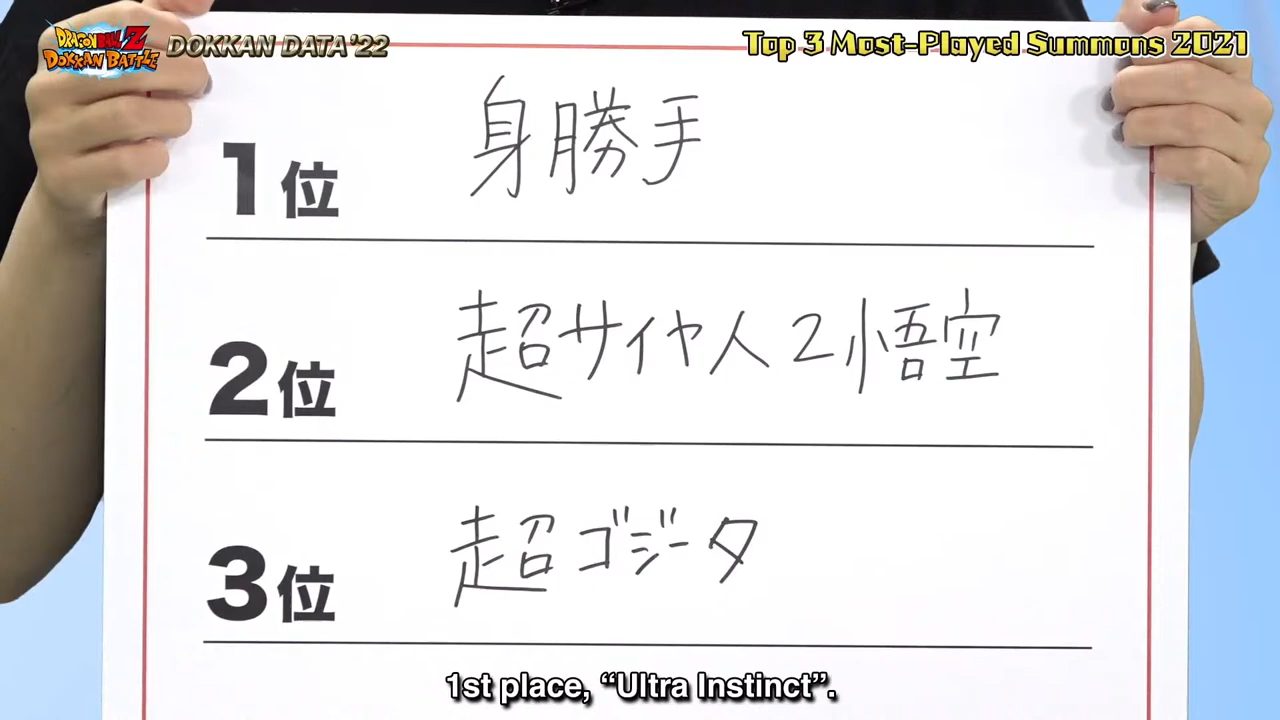 DRAGON BALL Z
DOKKAN BATTLE
DOKKAN DATA'22
Top 3 Most-Played Summons 2021
1位 身勝手
2位 超サイヤ人2悟空
3位 超ゴジータ
1st place, “Ultra Instinct”.